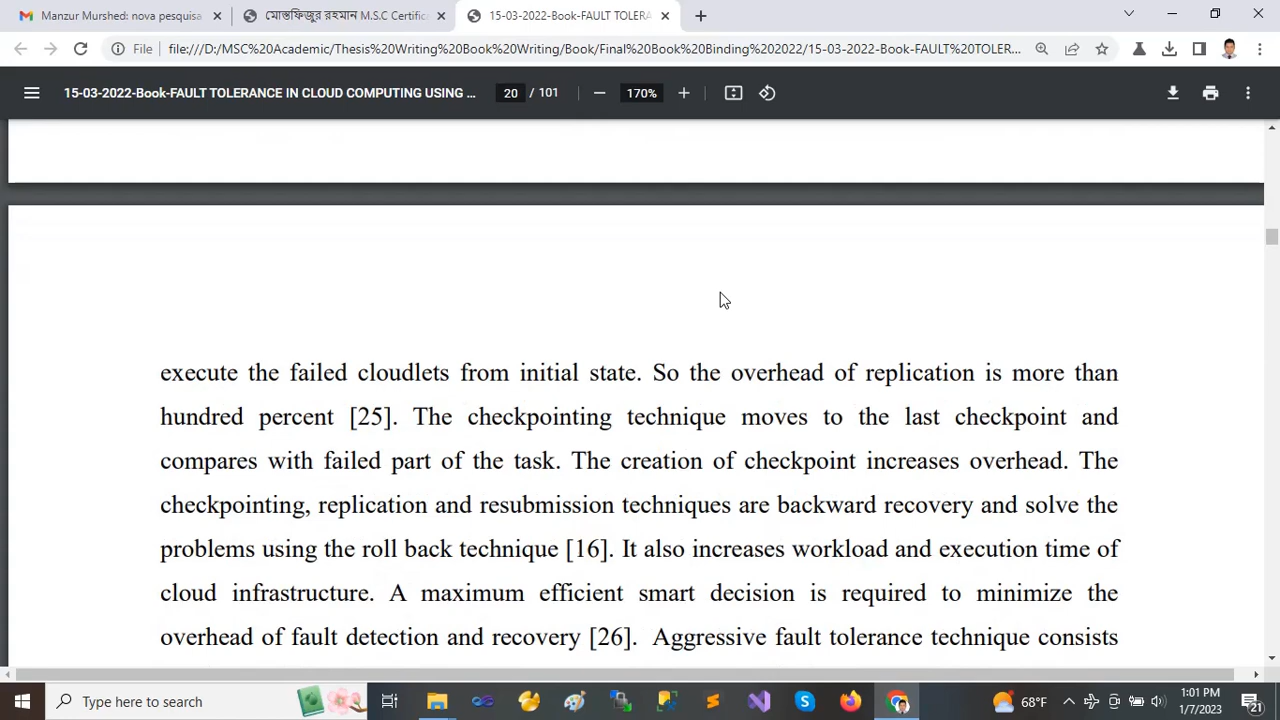 Manzur Murshed: nova pesquisa
মোস্তফিজুর রহমান M.S.C Certific
15-03-2022-Book-FAULT TOLERA
File
file:///D:/MSC%20Academic/Thesis%20Writing%20Book%20Writing/Book/Final%20Book%20Binding%202022/15-03-2022-Book-FAULT%20TOLER...
15-03-2022-Book-FAULT TOLERANCE IN CLOUD COMPUTING USING ...
20 / 101
170%
execute the failed cloudlets from initial state. So the overhead of replication is more than
hundred percent [25]. The checkpointing technique moves to the last checkpoint and
compares with failed part of the task. The creation of checkpoint increases overhead. The
checkpointing, replication and resubmission techniques are backward recovery and solve the
problems using the roll back technique [16]. It also increases workload and execution time of
cloud infrastructure. A maximum efficient smart decision is required to minimize the
overhead of fault detection and recovery [26]. Aggressive fault tolerance technique consists
Type here to search
68°F
1:01 PM
1/7/2023
21